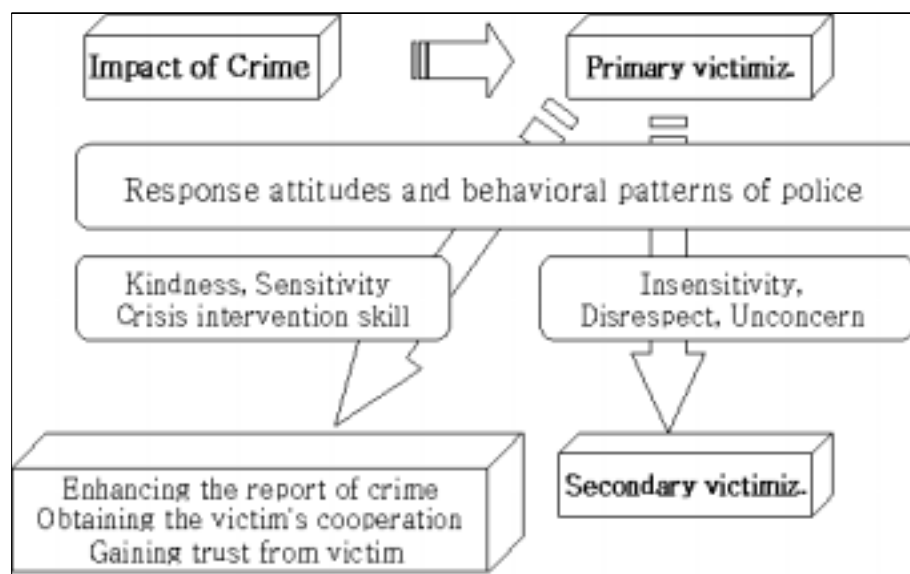 Impact of Crime
Primary victimiz.
Response attitudes and behavioral patterns of police
Kindness, Sensitivity
Crisis intervention skill
Insensitivity,
Disrespect, Unconcern
Enhancing the report of crime
Obtaining the victim's cooperation
Gaining trust from victim
Secondary victimiz.